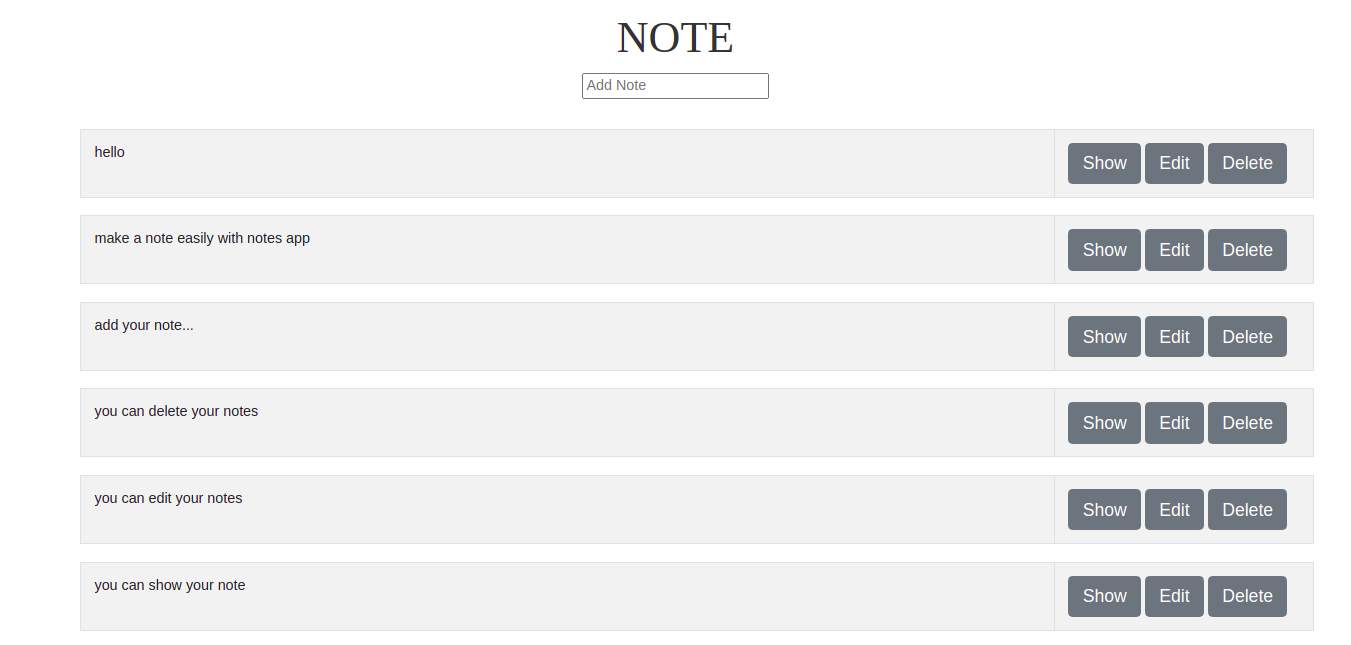 NOTE
Add Note
hello Show Edit Delete
make a note easily with notes app Show Edit Delete
add your note... Show Edit Delete
you can delete your notes Show Edit Delete
you can edit your notes Show Edit Delete
you can show your note Show Edit Delete